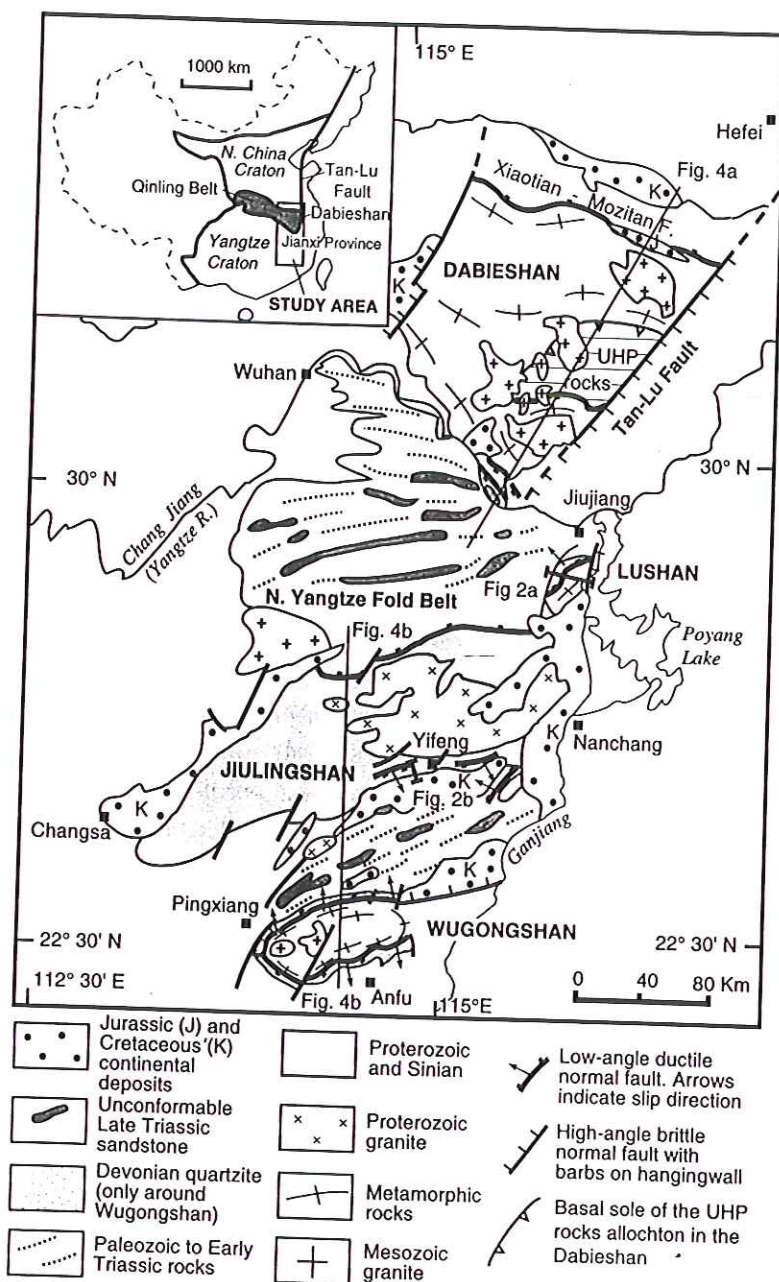 115° E
1000 km
Hefei
N. China
Craton
Fig. 4a
Tan-Lu
Fault
Qinling Belt
Xiaotian - Mozitan F.
K
Dabieshan
Jianxi Province
Yangtze
Craton
DABIESHAN
K
STUDY AREA
UHP
rocks
Wuhan
Tan-Lu Fault
30° N
30° N
Jiujiang
Chang Jiang
(Yangtze R.)
LUSHAN
Fig 2a
N. Yangtze Fold Belt
Fig. 4b
Poyang
Lake
Yifeng
K
Nanchang
JIULINGSHAN
K
K
Fig. 2b
Changsa
Ganjiang
K
Pingxiang
WUGONGSHAN
22° 30' N
22° 30' N
112° 30' E
Fig. 4b
Anfu
115°E
0 40 80 Km
Jurassic (J) and
Cretaceous (K)
continental
deposits
Unconformable
Late Triassic
sandstone
Devonian quartzite
(only around
Wugongshan)
Paleozoic to Early
Triassic rocks
Proterozoic
and Sinian
Proterozoic
granite
Metamorphic
rocks
Mesozoic
granite
Low-angle ductile
normal fault. Arrows
indicate slip direction
High-angle brittle
normal fault with
barbs on hangingwall
Basal sole of the UHP
rocks allochton in the
Dabieshan